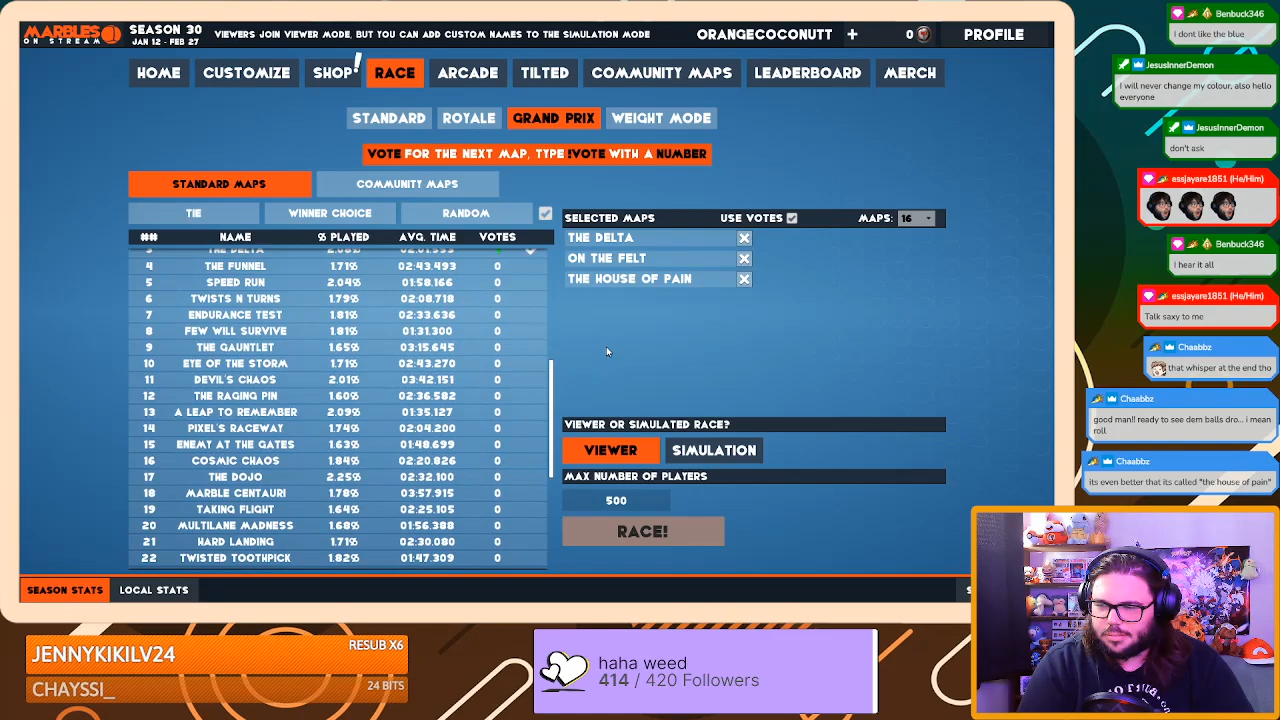 MARBLES
ON STREAM
SEASON 30
JAN 12 - FEB 27
VIEWERS JOIN VIEWER MODE, BUT YOU CAN ADD CUSTOM NAMES TO THE SIMULATION MODE
ORANGECOCONUTT
+
0
PROFILE
HOME
CUSTOMIZE
SHOP!
RACE
ARCADE
TILTED
COMMUNITY MAPS
LEADERBOARD
MERCH
STANDARD
ROYALE
GRAND PRIX
WEIGHT MODE
VOTE FOR THE NEXT MAP, TYPE !VOTE WITH A NUMBER
STANDARD MAPS
COMMUNITY MAPS
TIE
WINNER CHOICE
RANDOM
## NAME % PLAYED AVG. TIME VOTES
3 THE DELTA 2.08% 02:01.533
4 THE FUNNEL 1.71% 02:43.493 0
5 SPEED RUN 2.04% 01:58.166 0
6 TWISTS N TURNS 1.79% 02:08.718 0
7 ENDURANCE TEST 1.81% 02:33.636 0
8 FEW WILL SURVIVE 1.81% 01:31.300 0
9 THE GAUNTLET 1.65% 03:15.645 0
10 EYE OF THE STORM 1.71% 02:43.270 0
11 DEVIL'S CHAOS 2.01% 03:42.151 0
12 THE RAGING PIN 1.60% 02:36.582 0
13 A LEAP TO REMEMBER 2.09% 01:35.127 0
14 PIXEL'S RACEWAY 1.74% 02:04.200 0
15 ENEMY AT THE GATES 1.63% 01:48.699 0
16 COSMIC CHAOS 1.84% 02:20.826 0
17 THE DOJO 2.25% 02:32.100 0
18 MARBLE CENTAURI 1.78% 03:57.915 0
19 TAKING FLIGHT 1.64% 02:25.105 0
20 MULTILANE MADNESS 1.68% 01:56.388 0
21 HARD LANDING 1.71% 02:30.080 0
22 TWISTED TOOTHPICK 1.82% 01:47.309 0
SELECTED MAPS
USE VOTES
MAPS: 16
THE DELTA
ON THE FELT
THE HOUSE OF PAIN
VIEWER OR SIMULATED RACE?
VIEWER
SIMULATION
MAX NUMBER OF PLAYERS
500
RACE!
SEASON STATS
LOCAL STATS
S
Benbuck346
I dont like the blue
JesusInnerDemon
I will never change my colour, also hello
everyone
JesusInnerDemon
don't ask
essjayare1851 (He/Him)
Benbuck346
I hear it all
essjayare1851 (He/Him)
Talk saxy to me
Chaabbz
that whisper at the end tho
Chaabbz
good man!! ready to see dem balls dro... i mean
roll
Chaabbz
its even better that its called "the house of pain"
JENNYKIKILV24
RESUB X6
CHAYSSI_
24 BITS
haha weed
414 / 420 Followers